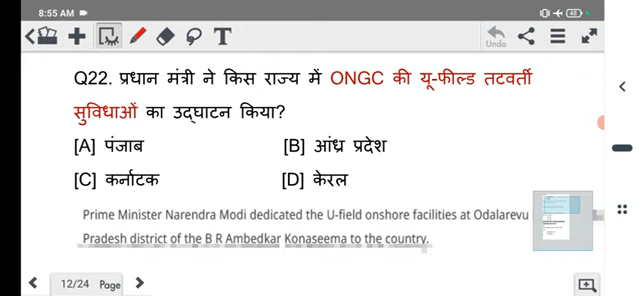 8:55 AM
48
T
Undo
Q22. प्रधान मंत्री ने किस राज्य में ONGC की यू-फील्ड तटवर्ती
सुविधाओं का उद्घाटन किया?
[A] पंजाब [B] आंध्र प्रदेश
[C] कर्नाटक [D] केरल
Prime Minister Narendra Modi dedicated the U-field onshore facilities at Odalarevu
Pradesh district of the B R Ambedkar Konaseema to the country.
12/24